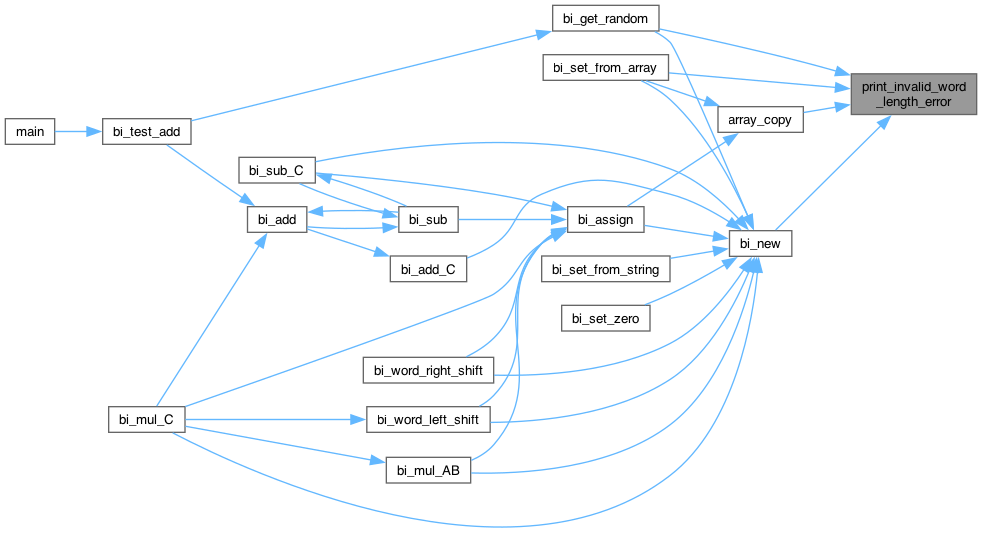 bi_get_random
bi_set_from_array
print_invalid_word
_length_error
array_copy
main
bi_test_add
bi_sub_C
bi_add
bi_sub
bi_assign
bi_new
bi_add_C
bi_set_from_string
bi_set_zero
bi_word_right_shift
bi_mul_C
bi_word_left_shift
bi_mul_AB